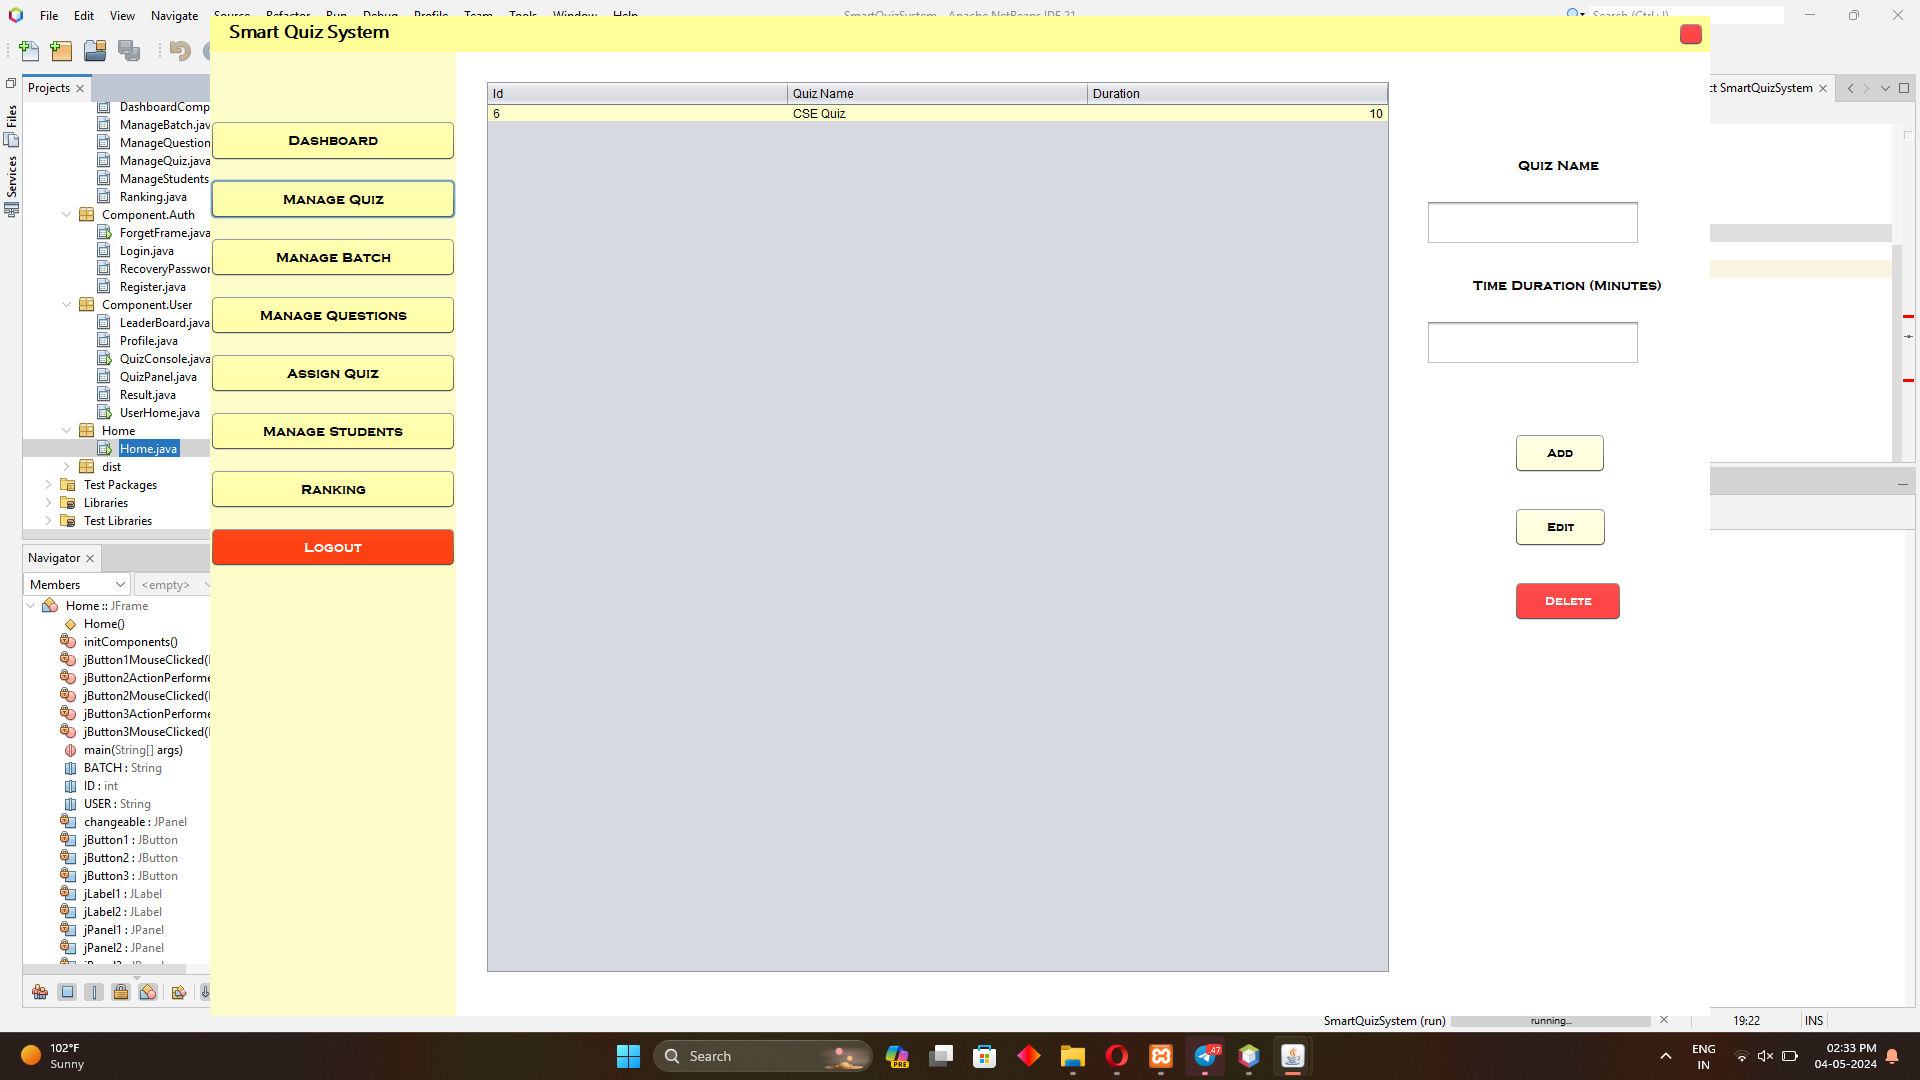 File Edit View Navigate Source Refactor Run Debug Profile Team Tools Window Help
SmartQuizSystem - Apache NetBeans IDE 21
Search (Ctrl+I)
Smart Quiz System
Projects
Files
Services
DashboardComp
ManageBatch.jav
ManageQuestion
ManageQuiz.java
ManageStudents
Ranking.java
Component.Auth
ForgetFrame.java
Login.java
RecoveryPasswor
Register.java
Component.User
LeaderBoard.java
Profile.java
QuizConsole.java
QuizPanel.java
Result.java
UserHome.java
Home
Home.java
dist
Test Packages
Libraries
Test Libraries
Navigator
Members
<empty>
Home :: JFrame
Home()
initComponents()
jButton1MouseClicked(
jButton2ActionPerforme
jButton2MouseClicked(
jButton3ActionPerforme
jButton3MouseClicked(
main(String[] args)
BATCH : String
ID : int
USER : String
changeable : JPanel
jButton1 : JButton
jButton2 : JButton
jButton3 : JButton
jLabel1 : JLabel
jLabel2 : JLabel
jPanel1 : JPanel
jPanel2 : JPanel
Dashboard
Manage Quiz
Manage Batch
Manage Questions
Assign Quiz
Manage Students
Ranking
Logout
Id Quiz Name Duration
6 CSE Quiz 10
Quiz Name
Time Duration (Minutes)
Add
Edit
Delete
ct SmartQuizSystem
SmartQuizSystem (run) running... 19:22 INS
102°F
Sunny
Search
PRE
47
ENG
IN
02:33 PM
04-05-2024